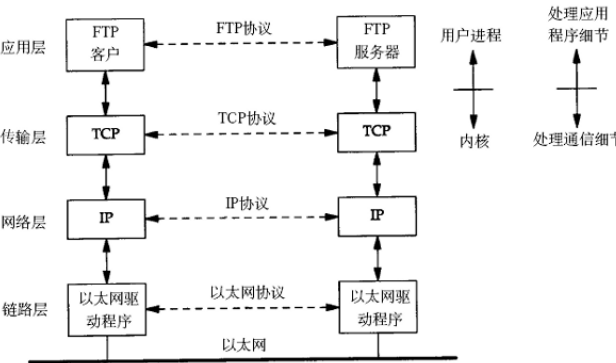 应用层
FTP
客户
FTP协议
FTP
服务器
用户进程
处理应用
程序细节
传输层
TCP
TCP协议
TCP
内核
处理通信细节
网络层
IP
IP协议
IP
链路层
以太网驱
动程序
以太网协议
以太网驱
动程序
以太网